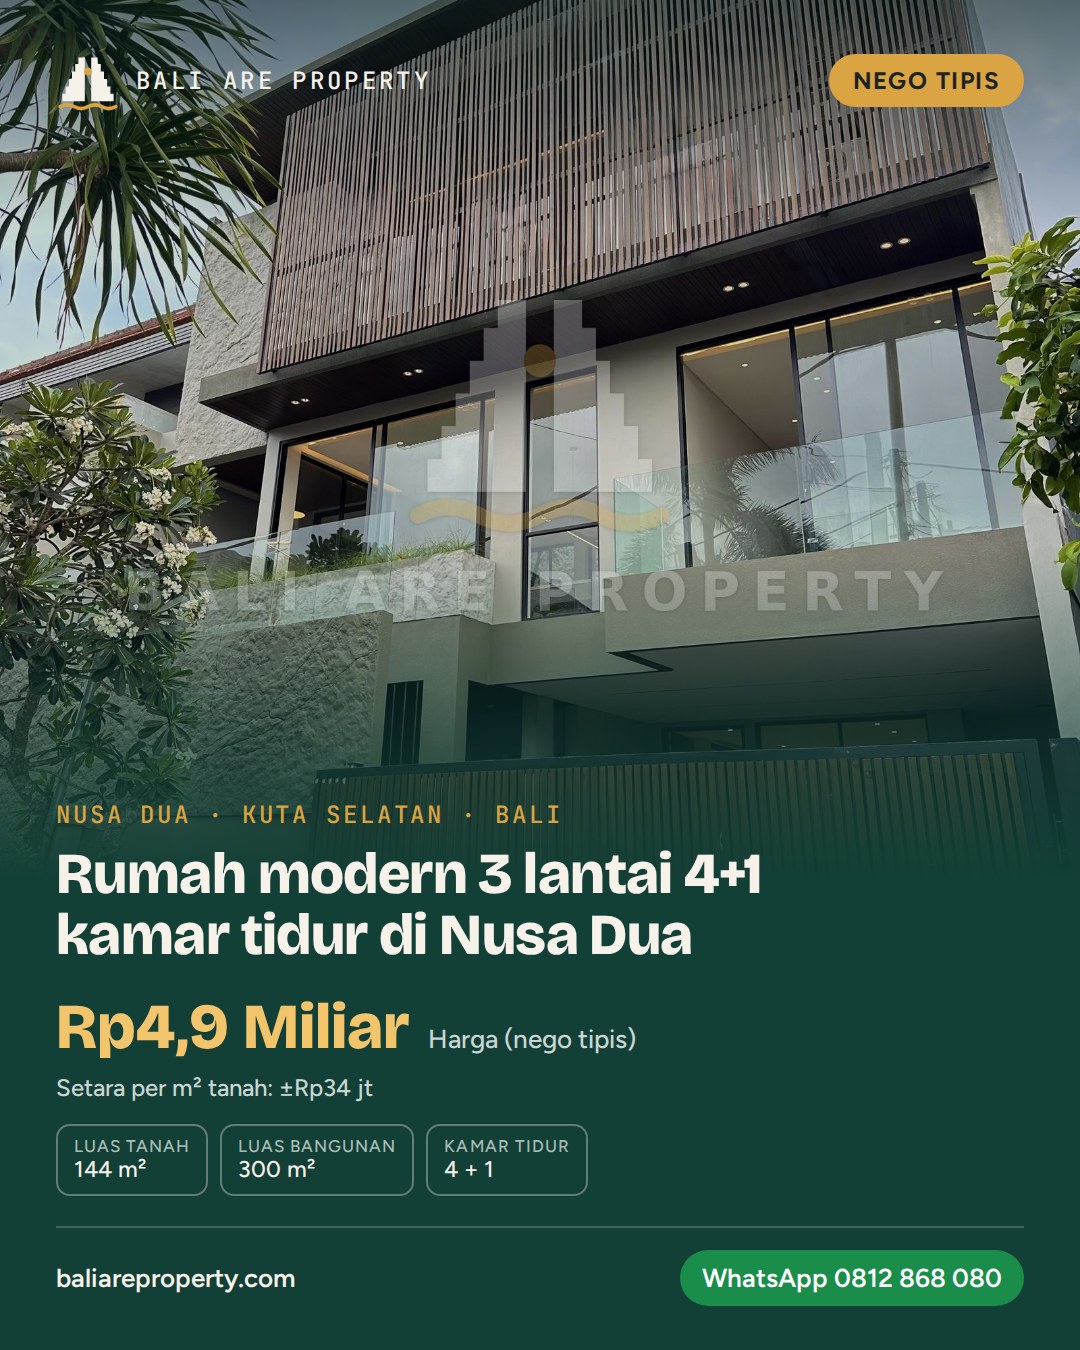 BALI ARE PROPERTY
NEGO TIPIS
BALI ARE PROPERTY
NUSA DUA · KUTA SELATAN · BALI
Rumah modern 3 lantai 4+1
kamar tidur di Nusa Dua
Rp4,9 Miliar Harga (nego tipis)
Setara per m² tanah: ±Rp34 jt
LUAS TANAH
144 m²
LUAS BANGUNAN
300 m²
KAMAR TIDUR
4 + 1
baliareproperty.com
WhatsApp 0812 868 080